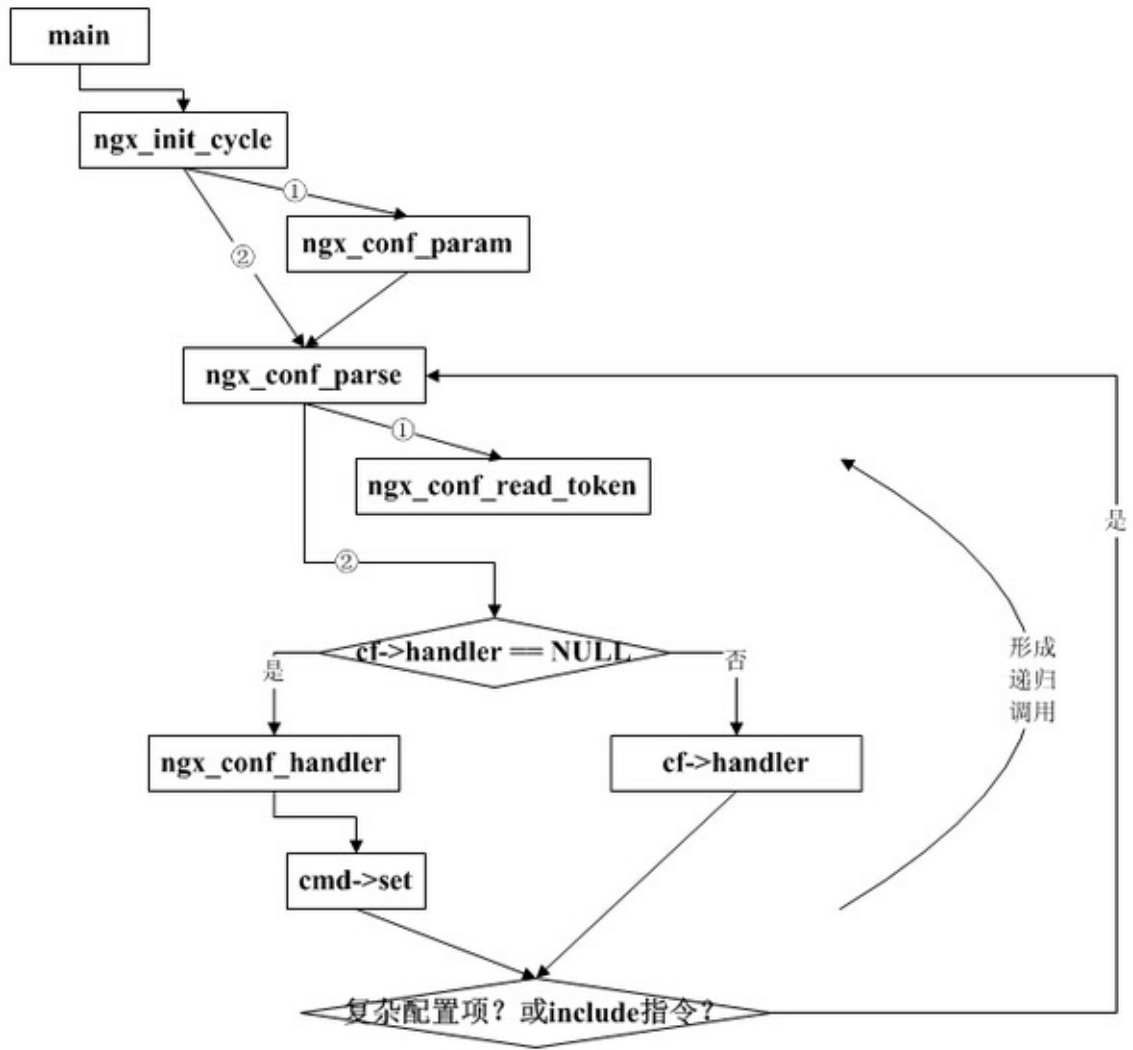 main
ngx_init_cycle
①
ngx_conf_param
②
ngx_conf_parse
①
ngx_conf_read_token
是
②
cf->handler == NULL
是
否
形成
递归
调用
ngx_conf_handler
cf->handler
cmd->set
复杂配置项？或include指令？